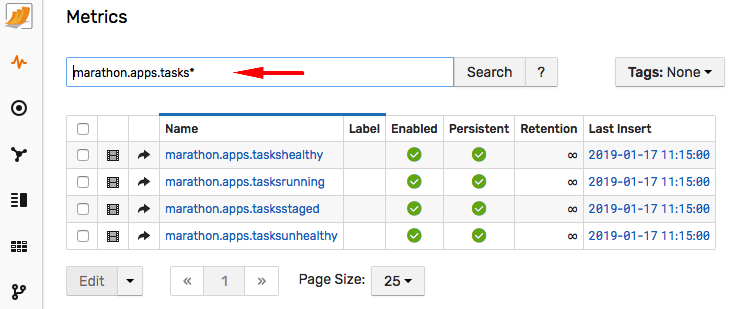 Metrics
marathon.apps.tasks*
Search
?
Tags: None
Name Label Enabled Persistent Retention Last Insert
marathon.apps.taskshealthy ∞ 2019-01-17 11:15:00
marathon.apps.tasksrunning ∞ 2019-01-17 11:15:00
marathon.apps.tasksstaged ∞ 2019-01-17 11:15:00
marathon.apps.tasksunhealthy ∞ 2019-01-17 11:15:00
Edit « 1 » Page Size: 25